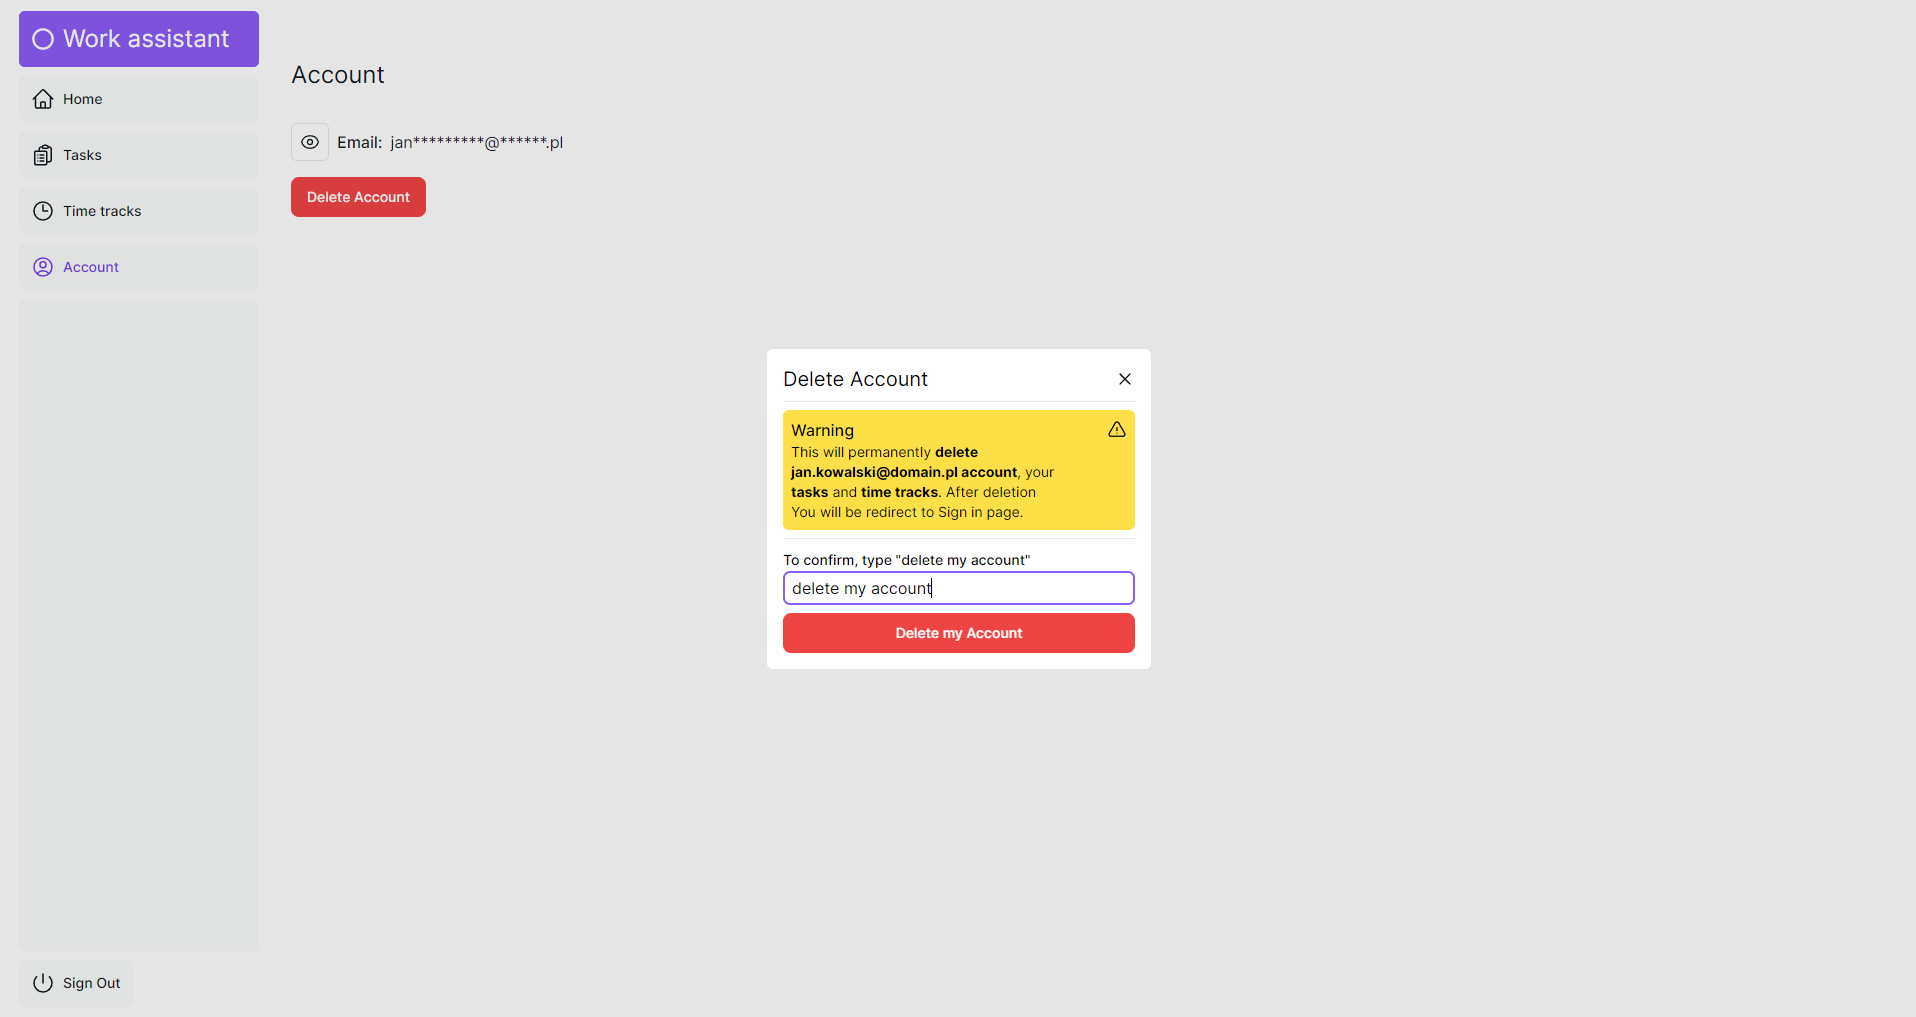 Work assistant
Home
Tasks
Time tracks
Account
Sign Out
Account
Email: jan*********@******.pl
Delete Account
Delete Account
Warning
This will permanently delete
jan.kowalski@domain.pl account, your
tasks and time tracks. After deletion
You will be redirect to Sign in page.
To confirm, type "delete my account"
delete my account
Delete my Account